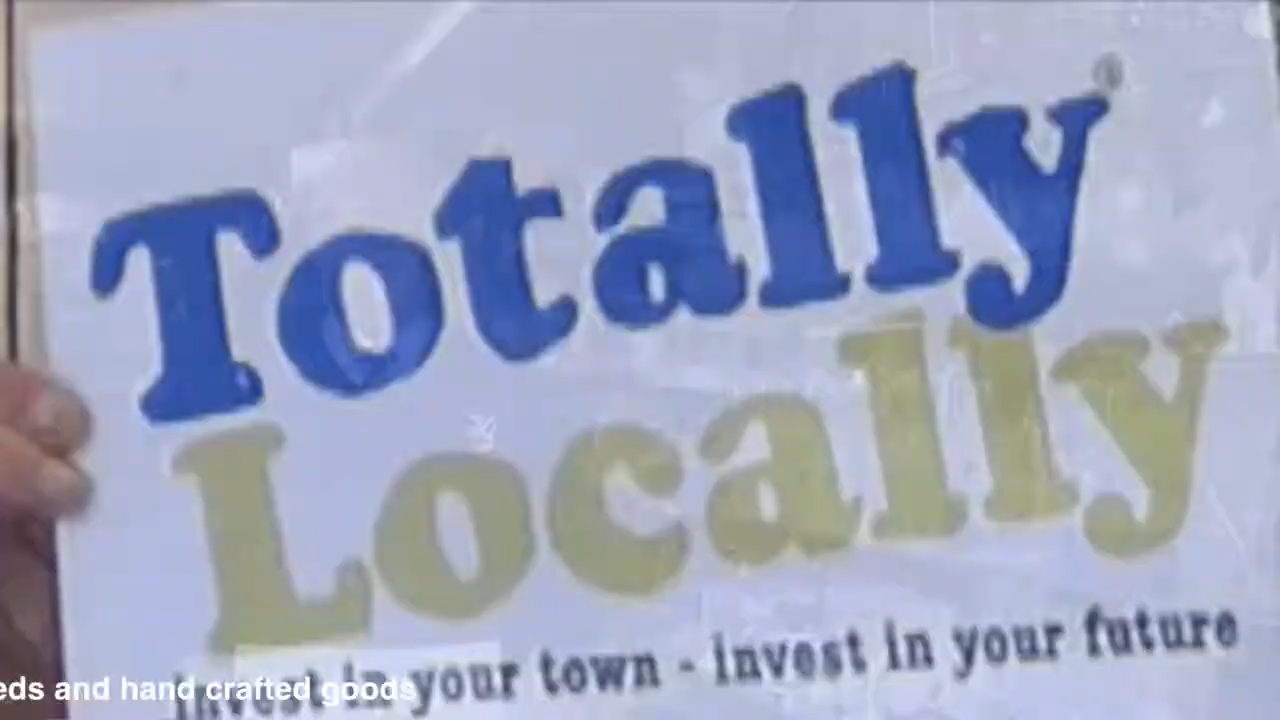 Totally®
Locally
invest in your town - invest in your future
eds and hand crafted goods